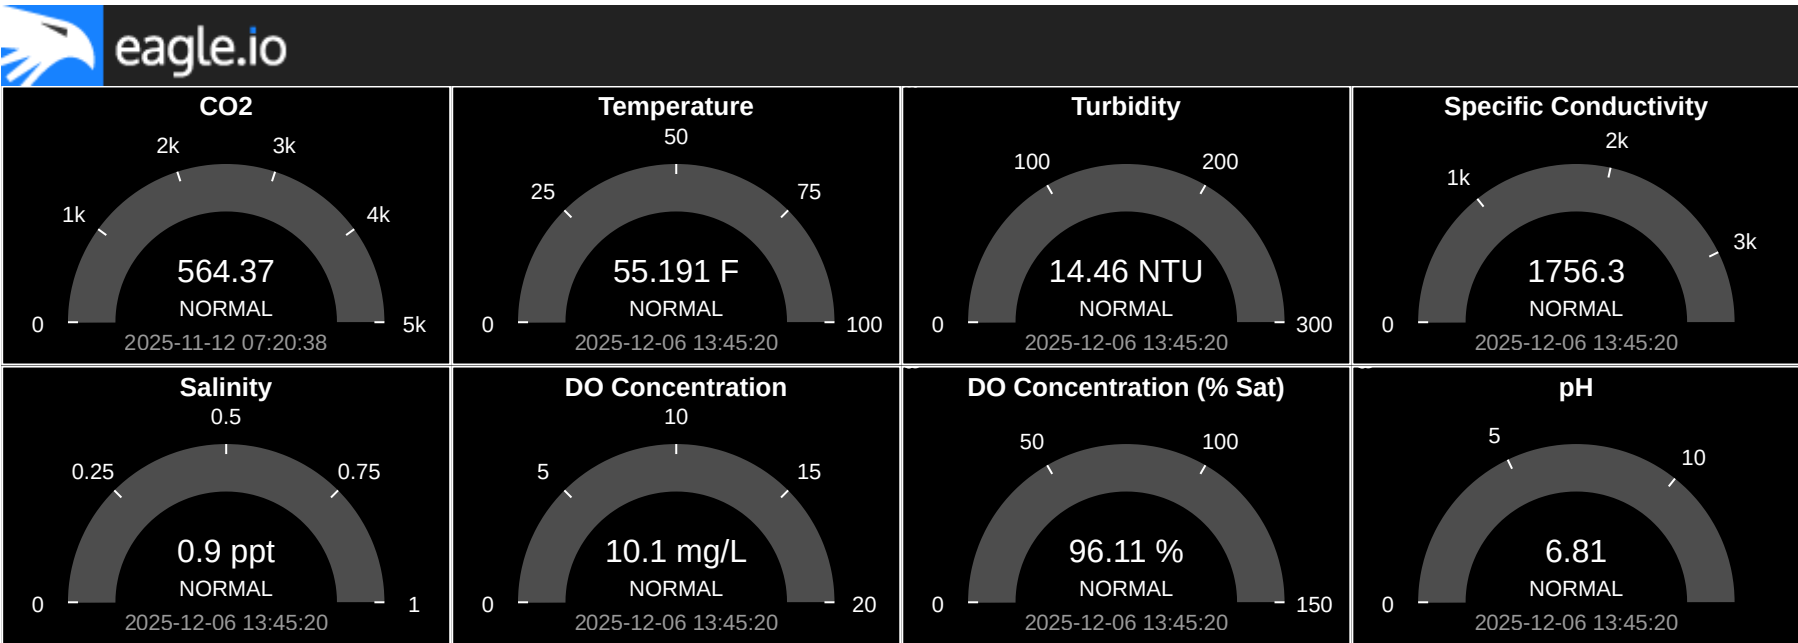 eagle.io
CO2
2k
3k
1k
4k
564.37
NORMAL
0
5k
2025-11-12 07:20:38
Temperature
50
25
75
55.191 F
NORMAL
0
100
2025-12-06 13:45:20
Turbidity
100
200
14.46 NTU
NORMAL
0
300
2025-12-06 13:45:20
Specific Conductivity
2k
1k
3k
1756.3
NORMAL
0
2025-12-06 13:45:20
Salinity
0.5
0.25
0.75
0.9 ppt
NORMAL
0
1
2025-12-06 13:45:20
DO Concentration
10
5
15
10.1 mg/L
NORMAL
0
20
2025-12-06 13:45:20
DO Concentration (% Sat)
50
100
96.11 %
NORMAL
0
150
2025-12-06 13:45:20
pH
5
10
6.81
NORMAL
0
2025-12-06 13:45:20